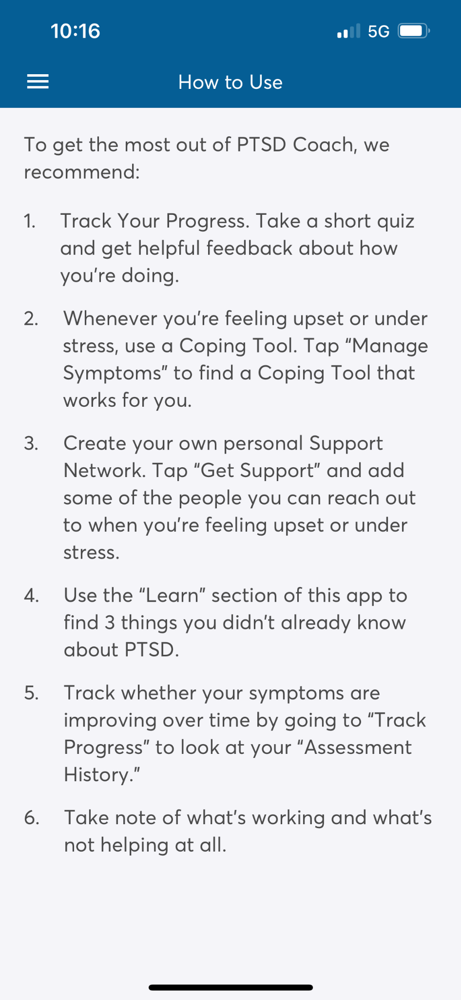 10:16
5G
How to Use
To get the most out of PTSD Coach, we
recommend:
1. Track Your Progress. Take a short quiz
and get helpful feedback about how
you're doing.
2. Whenever you're feeling upset or under
stress, use a Coping Tool. Tap “Manage
Symptoms” to find a Coping Tool that
works for you.
3. Create your own personal Support
Network. Tap “Get Support” and add
some of the people you can reach out
to when you're feeling upset or under
stress.
4. Use the “Learn” section of this app to
find 3 things you didn't already know
about PTSD.
5. Track whether your symptoms are
improving over time by going to “Track
Progress” to look at your “Assessment
History.”
6. Take note of what's working and what's
not helping at all.